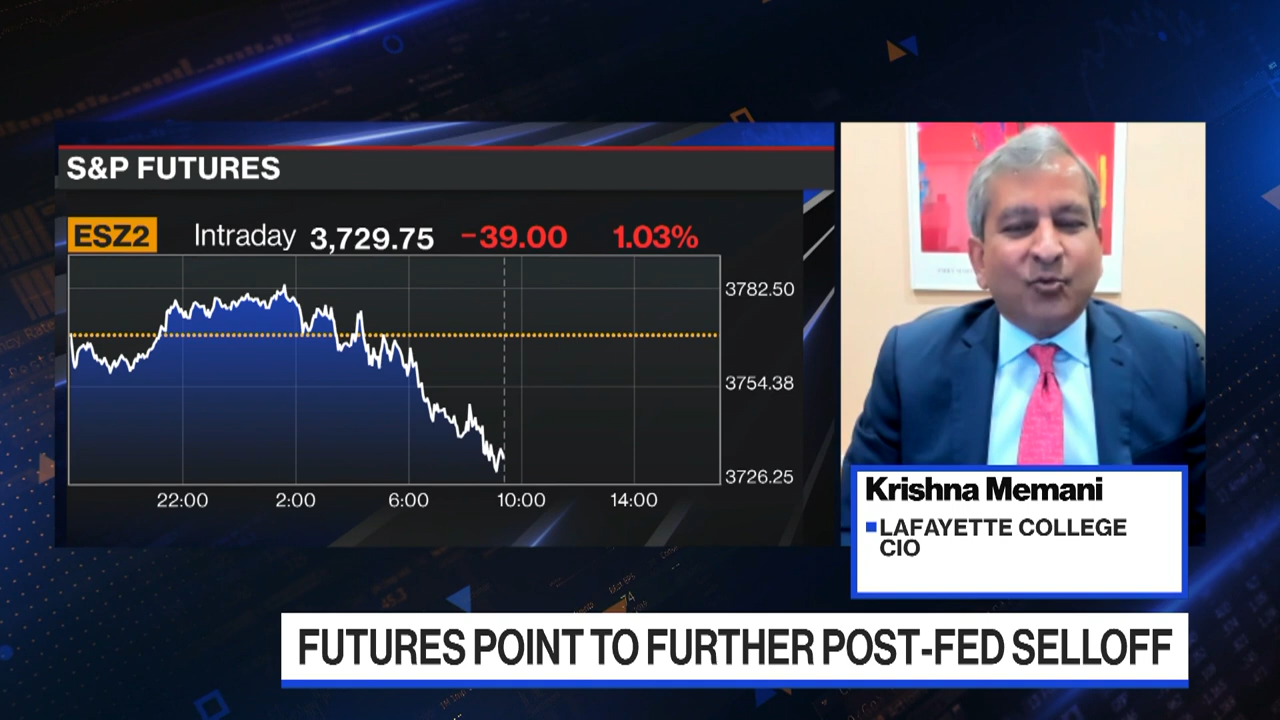 S&P FUTURES
ESZ2 Intraday 3,729.75 -39.00 1.03%
3782.50
3754.38
3726.25
22:00 2:00 6:00 10:00 14:00
Krishna Memani
LAFAYETTE COLLEGE
CIO
FUTURES POINT TO FURTHER POST-FED SELLOFF